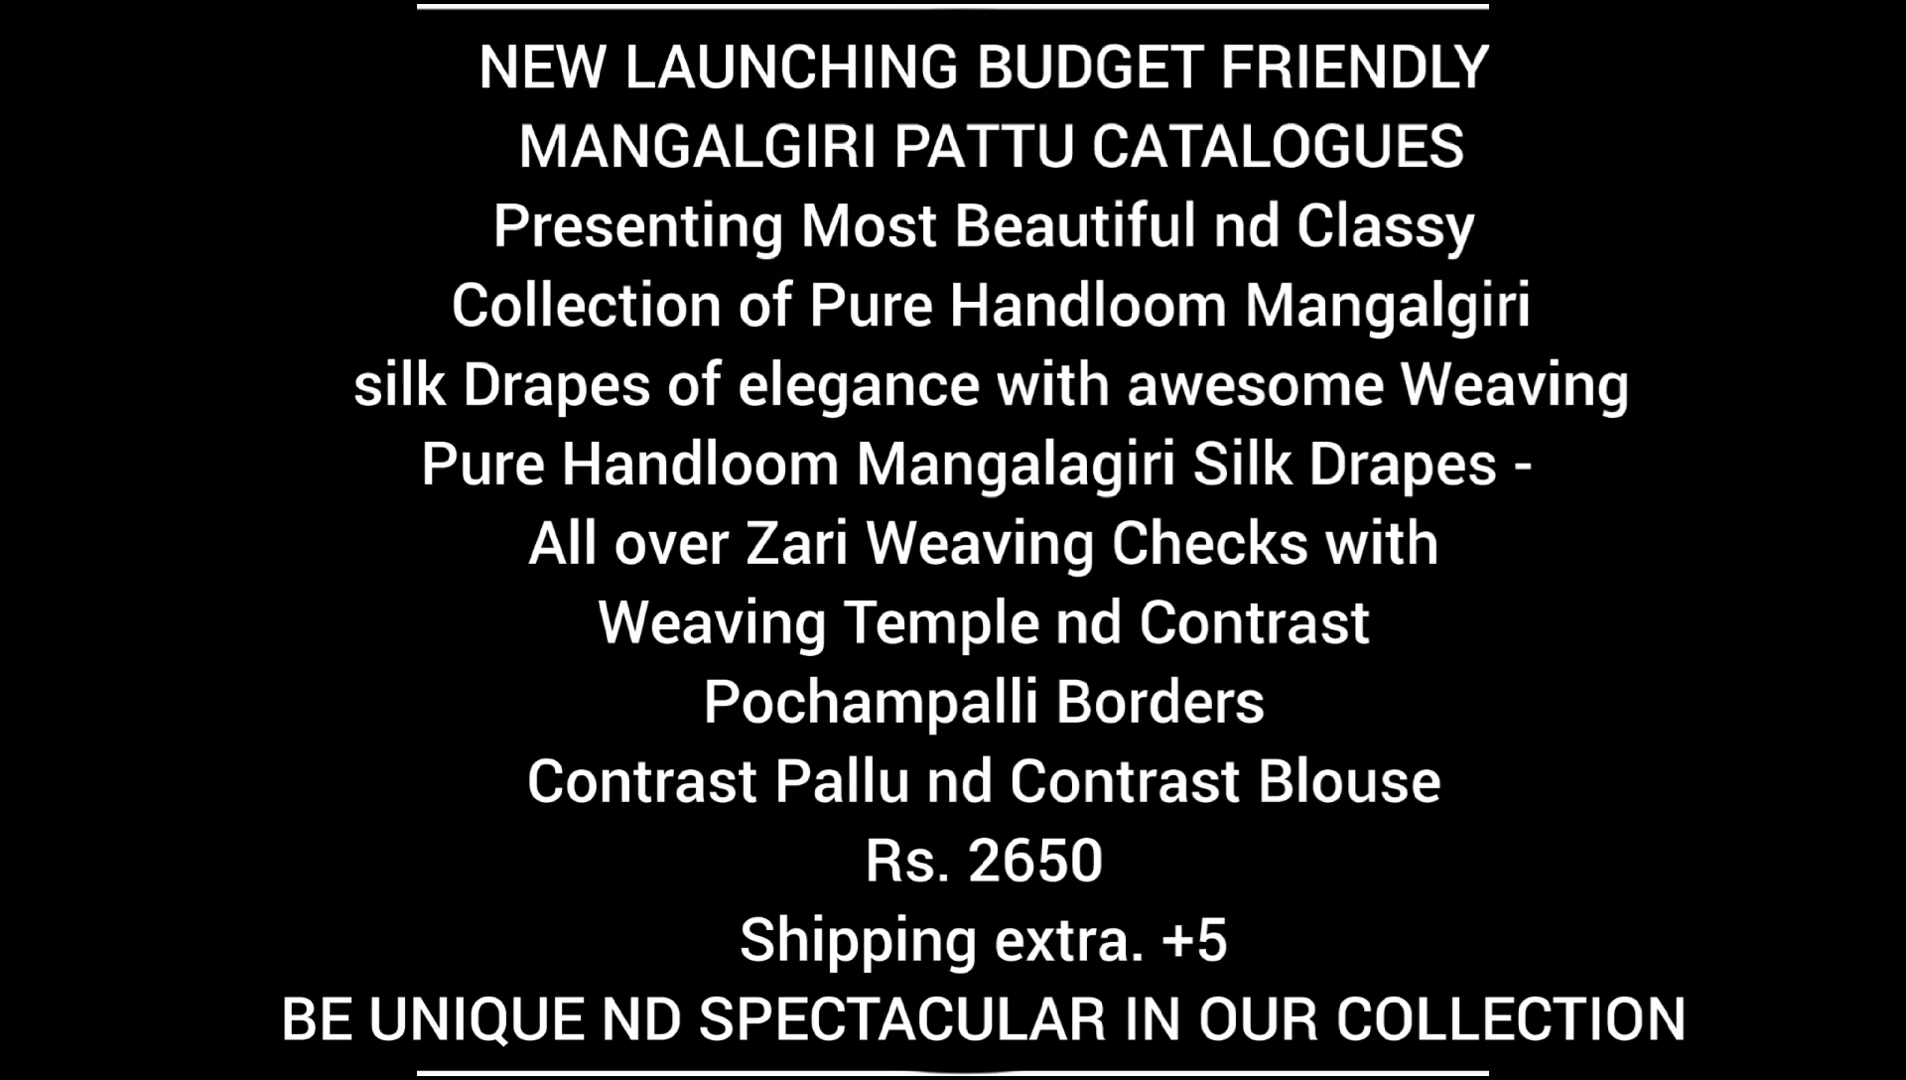 NEW LAUNCHING BUDGET FRIENDLY
MANGALGIRI PATTU CATALOGUES
Presenting Most Beautiful nd Classy
Collection of Pure Handloom Mangalgiri
silk Drapes of elegance with awesome Weaving
Pure Handloom Mangalagiri Silk Drapes -
All over Zari Weaving Checks with
Weaving Temple nd Contrast
Pochampalli Borders
Contrast Pallu nd Contrast Blouse
Rs. 2650
Shipping extra. +5
BE UNIQUE ND SPECTACULAR IN OUR COLLECTION